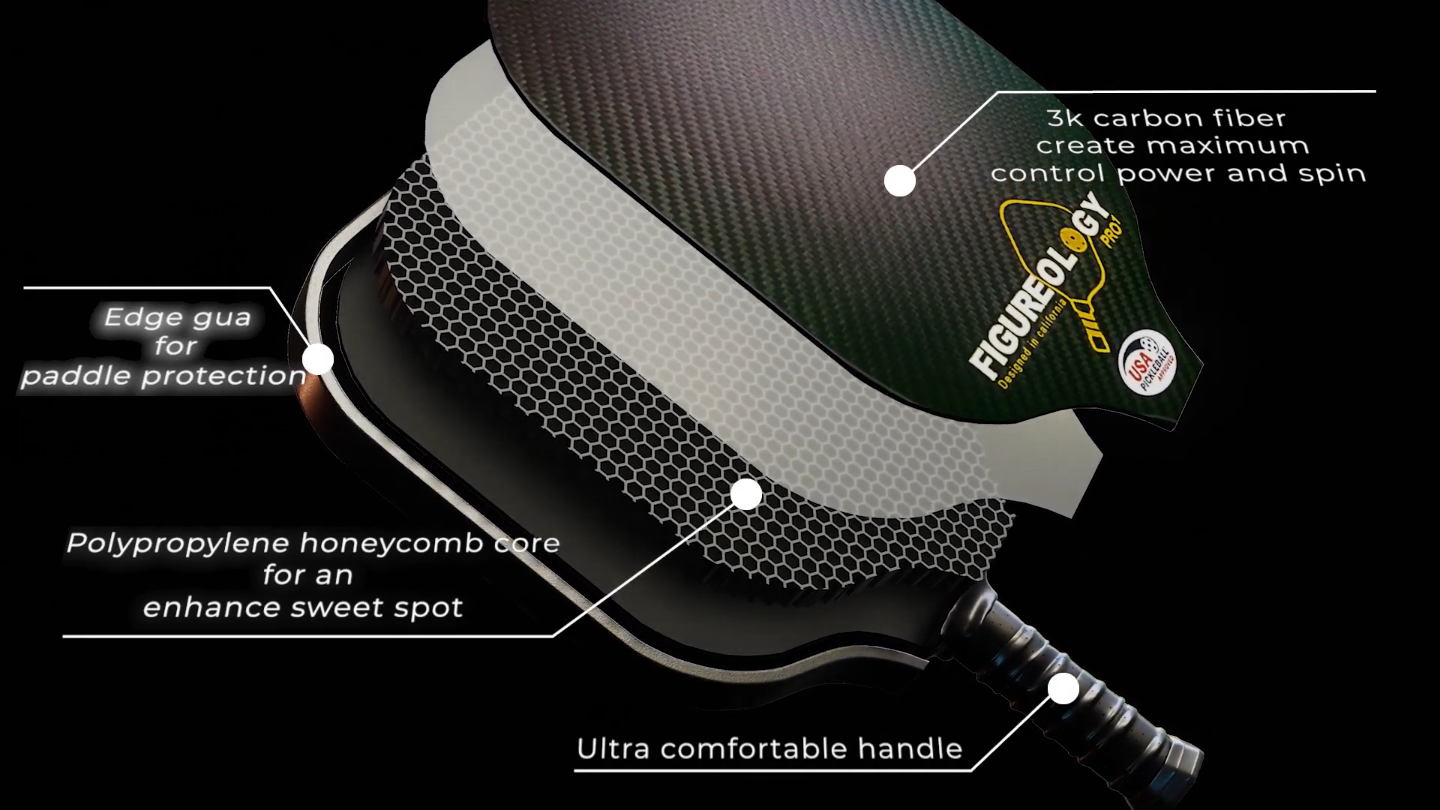 3k carbon fiber
create maximum
control power and spin
FIGUREOLOGY
PRO1
Designed in california
USA
PICKLEBALL
APPROVED
Edge gua
for
paddle protection
Polypropylene honeycomb core
for an
enhance sweet spot
Ultra comfortable handle